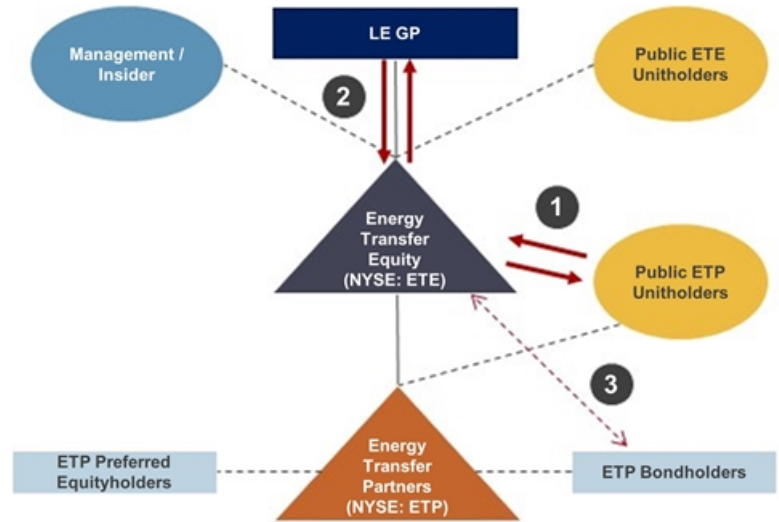 LE GP
Management /
Insider
Public ETE
Unitholders
2
1
Energy
Transfer
Equity
(NYSE: ETE)
Public ETP
Unitholders
3
ETP Preferred
Equityholders
Energy
Transfer
Partners
(NYSE: ETP)
ETP Bondholders